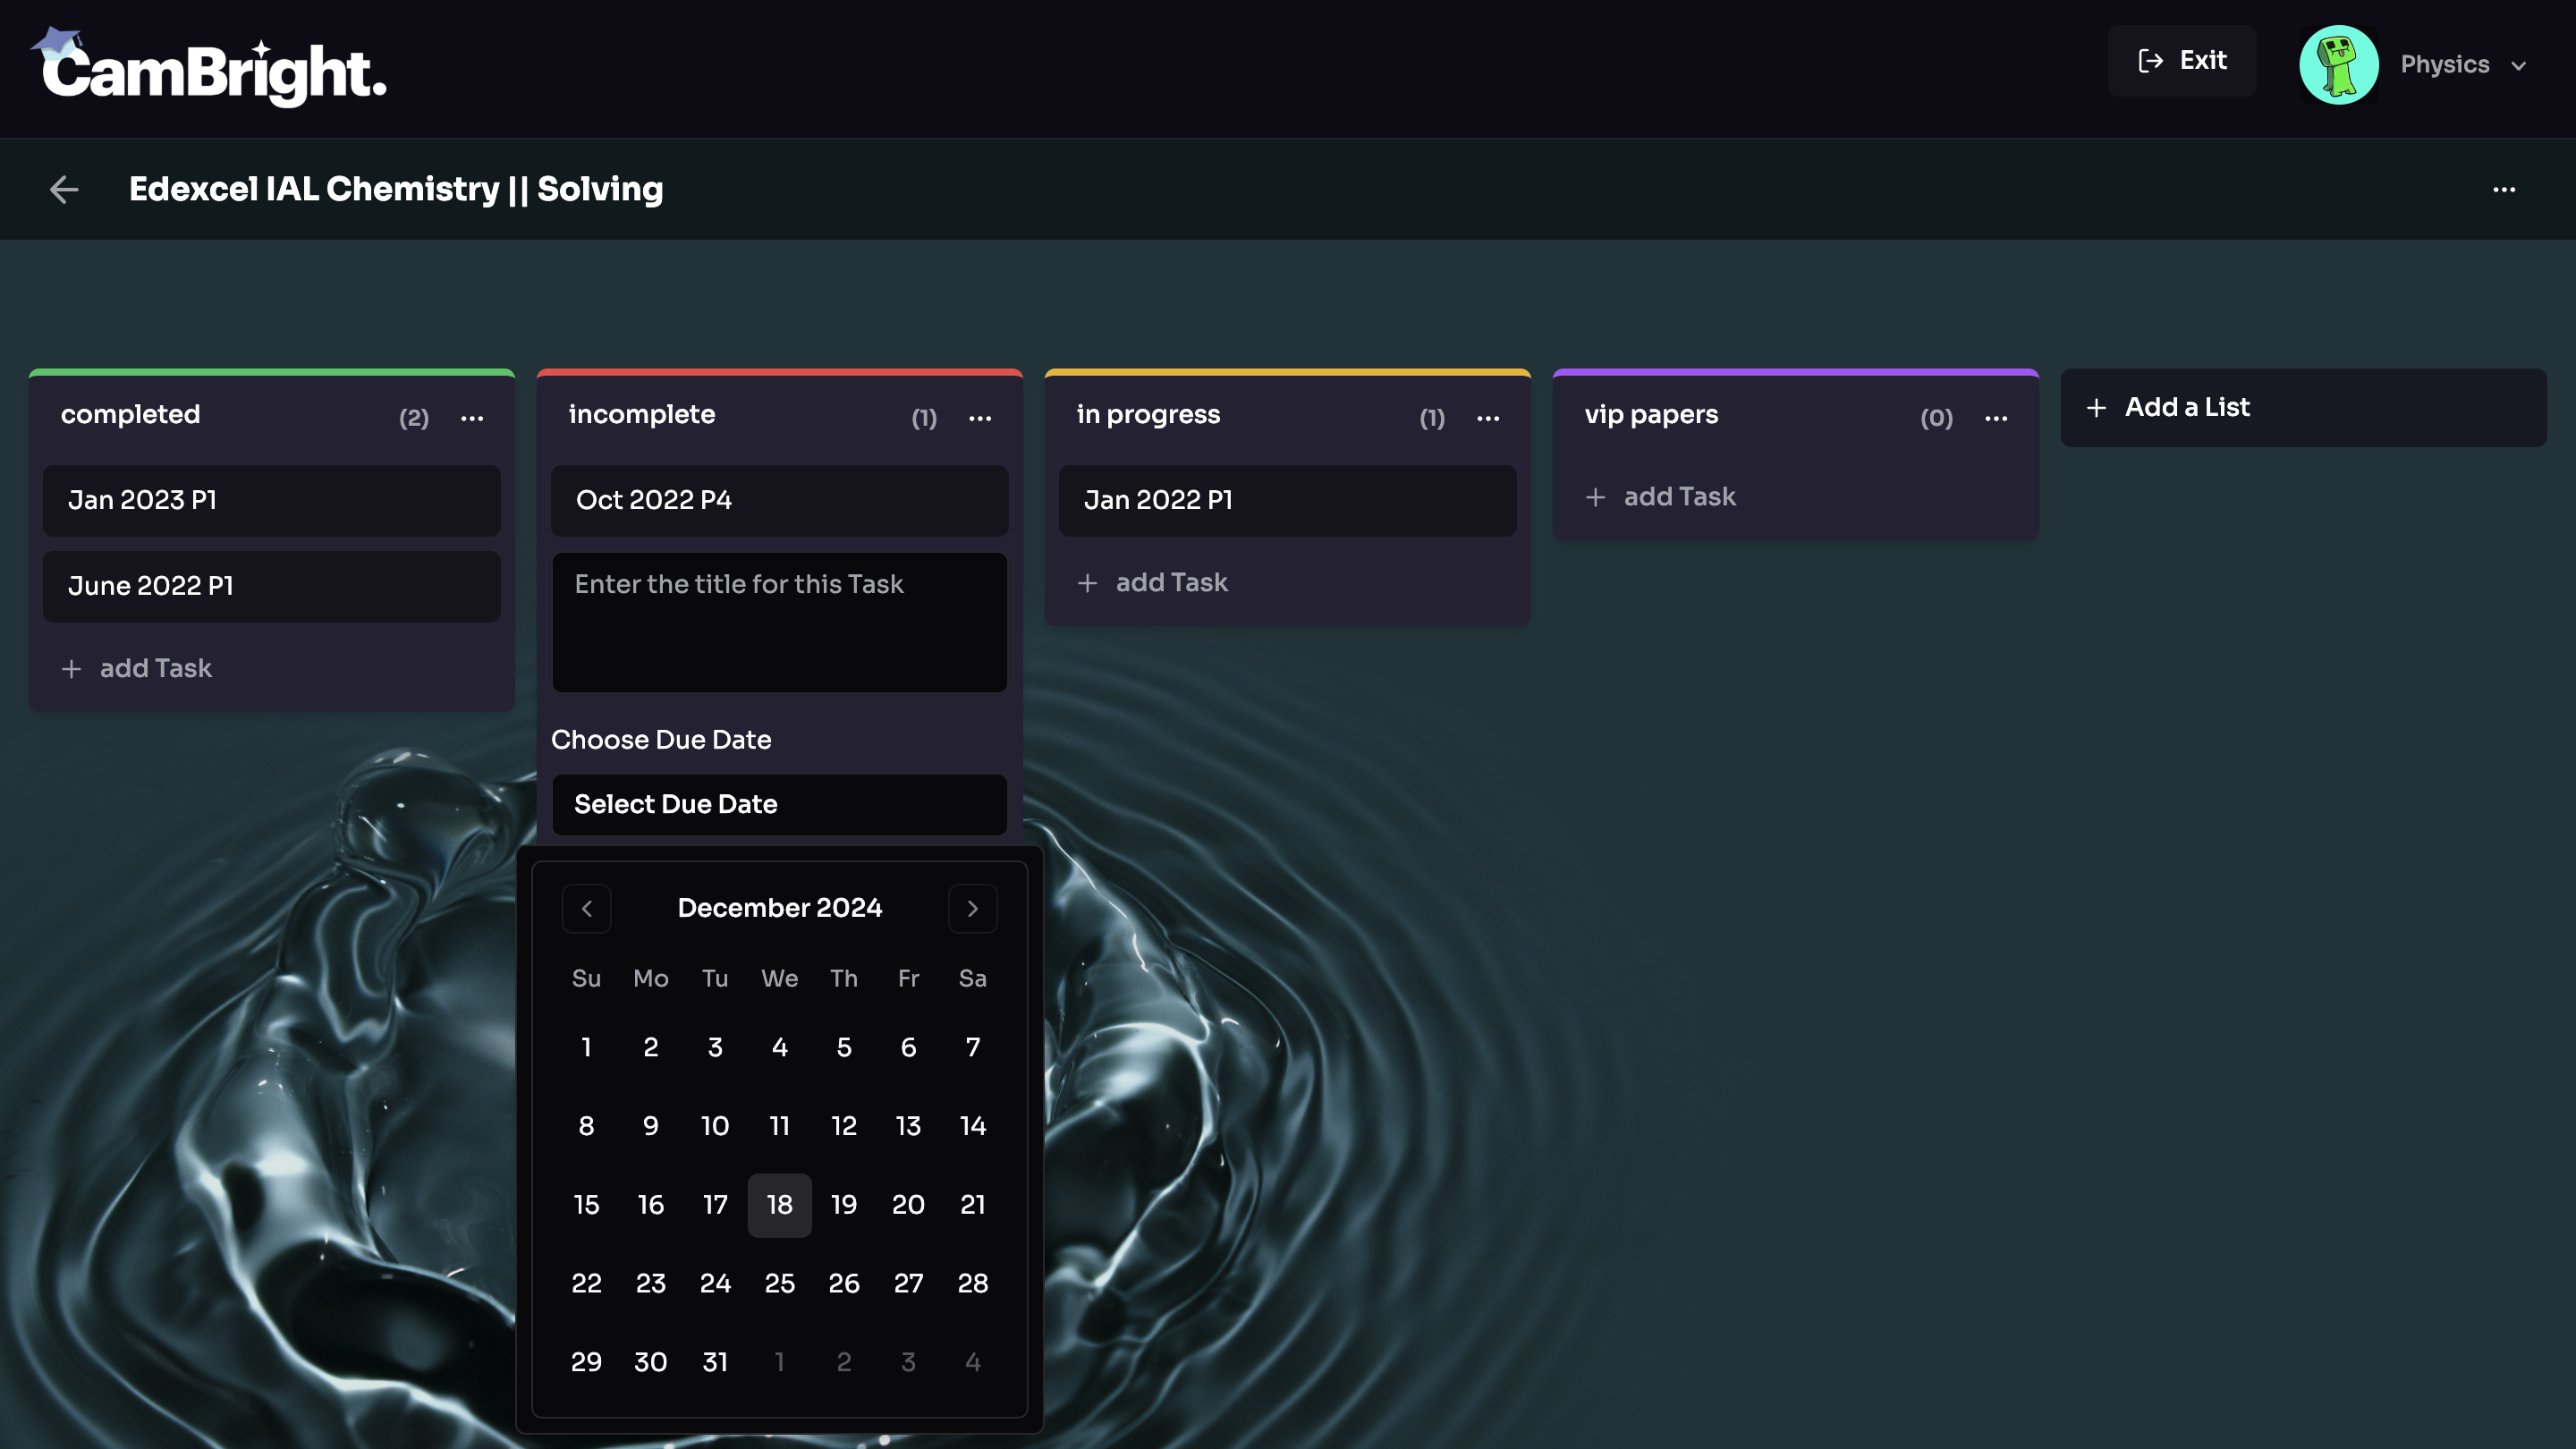 CamBright.
Exit
Physics
Edexcel IAL Chemistry || Solving
completed (2)
Jan 2023 P1
June 2022 P1
+ add Task
incomplete (1)
Oct 2022 P4
Enter the title for this Task
Choose Due Date
Select Due Date
December 2024
Su Mo Tu We Th Fr Sa
1 2 3 4 5 6 7
8 9 10 11 12 13 14
15 16 17 18 19 20 21
22 23 24 25 26 27 28
29 30 31 1 2 3 4
in progress (1)
Jan 2022 P1
+ add Task
vip papers (0)
+ add Task
+ Add a List